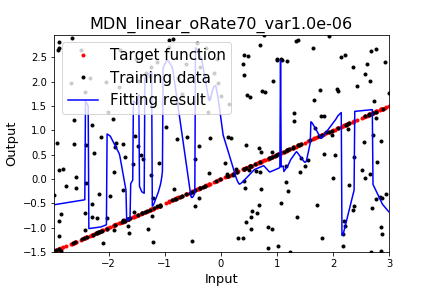 MDN_linear_oRate70_var1.0e-06
Target function
Training data
Fitting result
2.5
2.0
1.5
1.0
0.5
0.0
−0.5
−1.0
−1.5
Output
−2 −1 0 1 2 3
Input